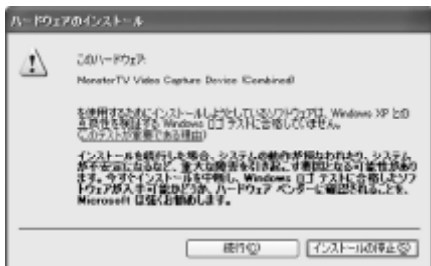 ハードウェアのインストール
このハードウェア:
MonsterTV Video Capture Device (Combined)
を使用するためにインストールしようとしているソフトウェアは、Windows XP との
互換性を検証する Windows ロゴ テストに合格していません。
(このテストが重要である理由)
インストールを続行した場合、システムの動作が損なわれたり、システム
が不安定になるなど、重大な障害を引き起こす要因となる可能性があり
ます。今すぐインストールを中断し、Windows ロゴ テストに合格したソフ
トウェアが入手可能かどうか、ハードウェア ベンダーに確認されることを、
Microsoft は強くお勧めします。
続行(C)
インストールの停止(S)